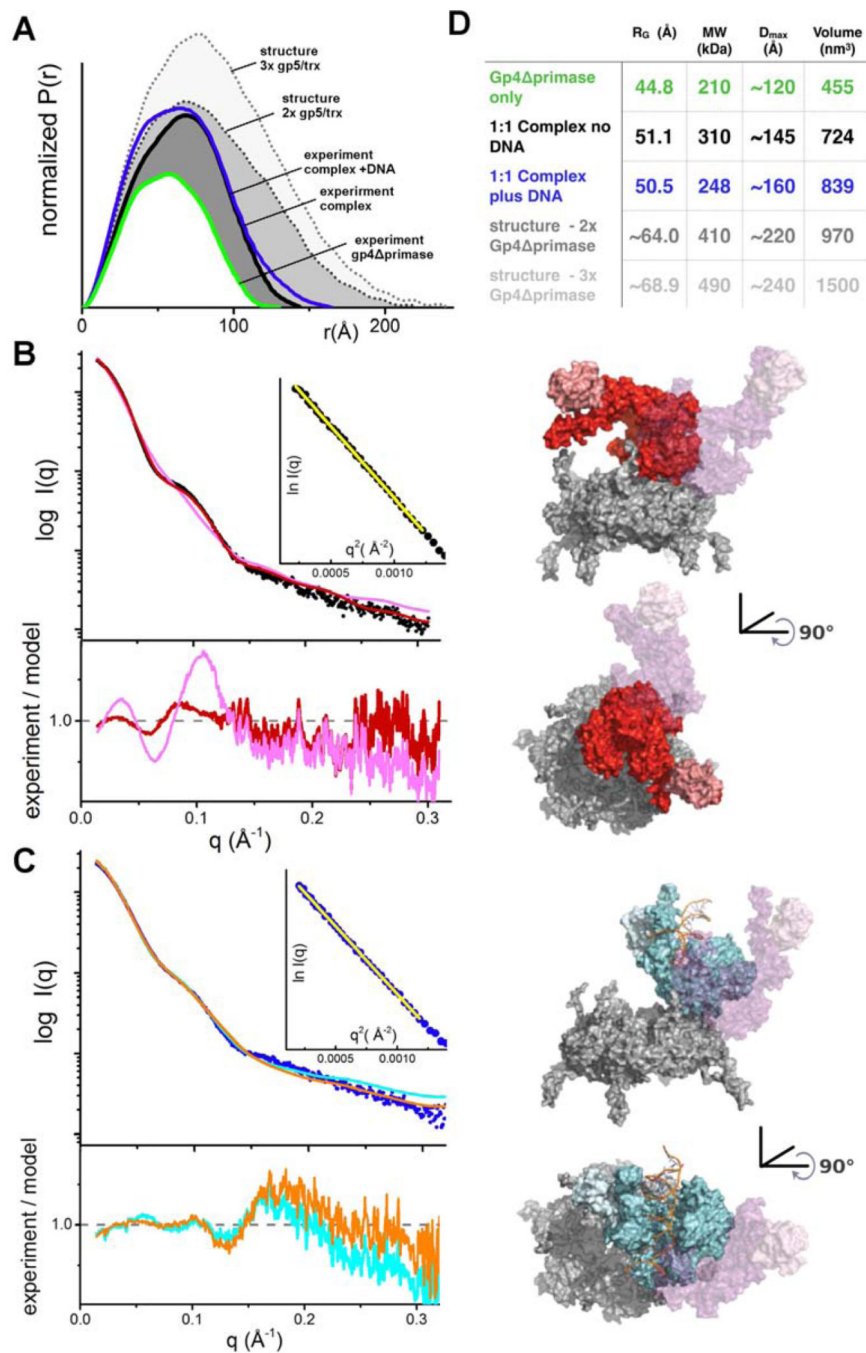 A
normalized P(r)
structure
3x gp5/trx
structure
2x gp5/trx
experiment
complex +DNA
experiment
complex
experiment
gp4Δprimase
0
100
200
r(Å)
D
R_G (Å)
MW
(kDa)
D_max
(Å)
Volume
(nm³)
Gp4Δprimase
only
44.8
210
~120
455
1:1 Complex no
DNA
51.1
310
~145
724
1:1 Complex
plus DNA
50.5
248
~160
839
structure - 2x
Gp4Δprimase
~64.0
410
~220
970
structure - 3x
Gp4Δprimase
~68.9
490
~240
1500
B
log I(q)
ln I(q)
q²( Å⁻²)
0.0005
0.0010
experiment / model
1.0
0.0
0.1
0.2
0.3
q (Å⁻¹)
90°
C
log I(q)
ln I(q)
q²( Å⁻²)
0.0005
0.0010
experiment / model
1.0
0.0
0.1
0.2
0.3
q (Å⁻¹)
90°